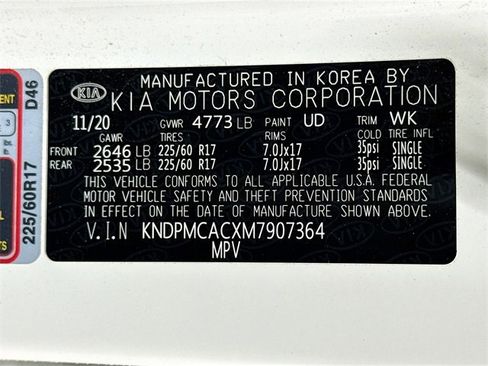 MANUFACTURED IN KOREA BY
KIA KIA MOTORS CORPORATION
11/20 GVWR 4773 LB PAINT UD TRIM WK
GAWR TIRES RIMS COLD TIRE INFL
FRONT 2646 LB 225/60 R17 7.0Jx17 35psi SINGLE
REAR 2535 LB 225/60 R17 7.0Jx17 35psi SINGLE
THIS VEHICLE CONFORMS TO ALL APPLICABLE U.S.A. FEDERAL
MOTOR VEHICLE SAFETY AND THEFT PREVENTION STANDARDS
IN EFFECT ON THE DATE OF MANUFACTURE SHOWN ABOVE.
V.I.N KNDPMCACXM7907364
MPV
225/60R17 D46
3
lbs.